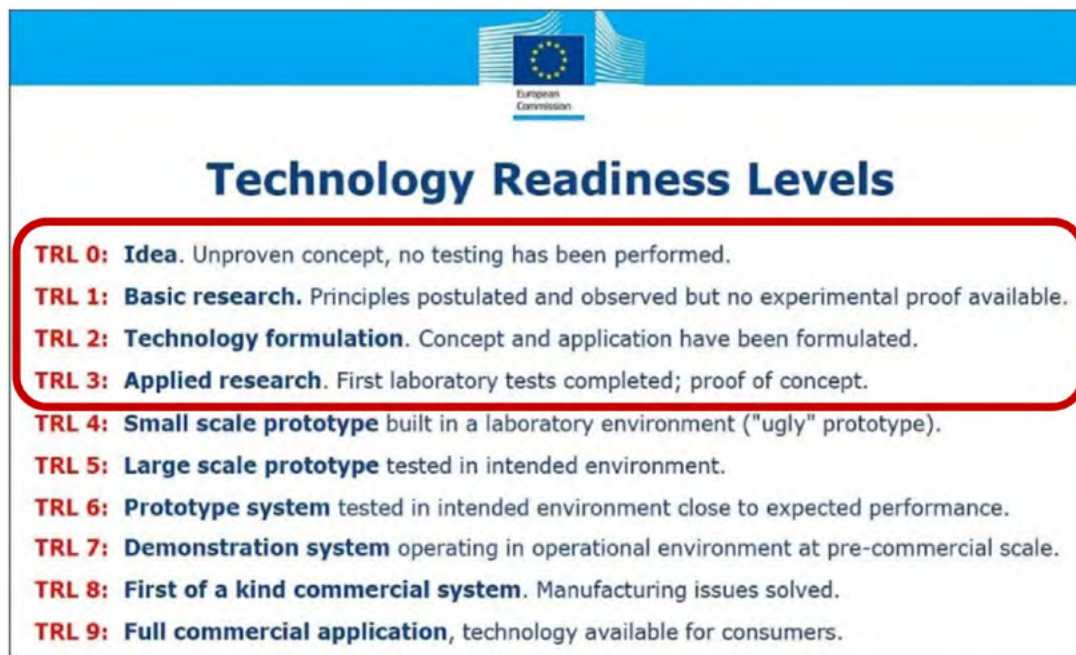 European
Commission
Technology Readiness Levels
TRL 0: Idea. Unproven concept, no testing has been performed.
TRL 1: Basic research. Principles postulated and observed but no experimental proof available.
TRL 2: Technology formulation. Concept and application have been formulated.
TRL 3: Applied research. First laboratory tests completed; proof of concept.
TRL 4: Small scale prototype built in a laboratory environment ("ugly" prototype).
TRL 5: Large scale prototype tested in intended environment.
TRL 6: Prototype system tested in intended environment close to expected performance.
TRL 7: Demonstration system operating in operational environment at pre-commercial scale.
TRL 8: First of a kind commercial system. Manufacturing issues solved.
TRL 9: Full commercial application, technology available for consumers.